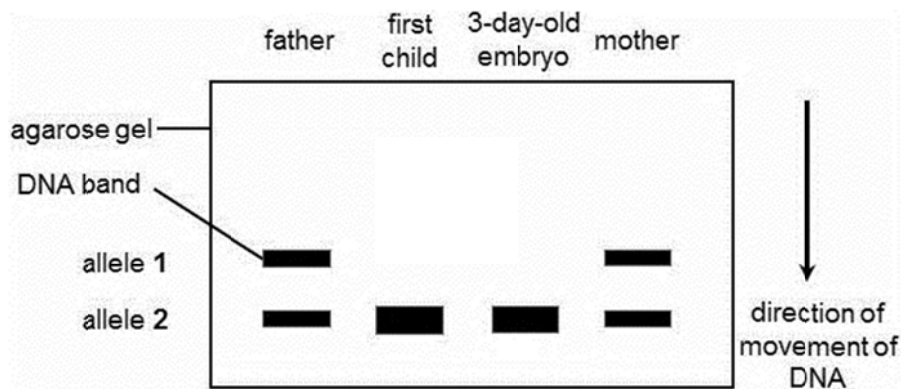 father
first
child
3-day-old
embryo
mother
agarose gel
DNA band
allele 1
allele 2
direction of
movement of
DNA